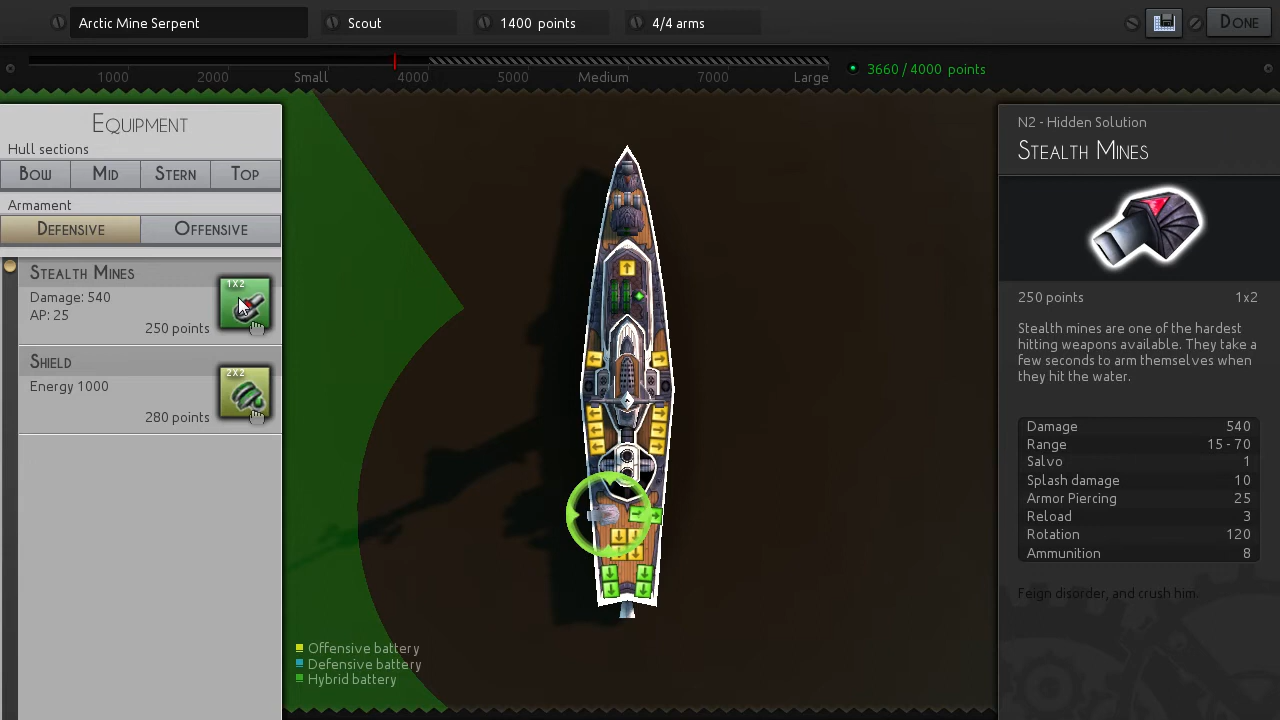 Arctic Mine Serpent
Scout
1400 points
4/4 arms
Done
1000
2000
Small
4000
5000
Medium
7000
Large
3660 / 4000 points
Equipment
Hull sections
Bow
Mid
Stern
Top
Armament
Defensive
Offensive
Stealth Mines
Damage: 540
AP: 25
250 points
1x2
Shield
Energy 1000
280 points
2x2
Offensive battery
Defensive battery
Hybrid battery
N2 - Hidden Solution
Stealth Mines
250 points 1x2
Stealth mines are one of the hardest
hitting weapons available. They take a
few seconds to arm themselves when
they hit the water.
Damage 540
Range 15 - 70
Salvo 1
Splash damage 10
Armor Piercing 25
Reload 3
Rotation 120
Ammunition 8
Feign disorder, and crush him.